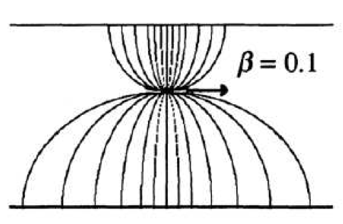 β = 0.1